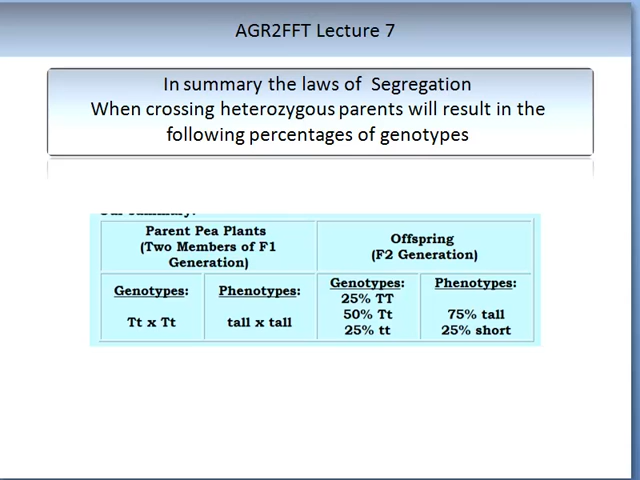 AGR2FFT Lecture 7
In summary the laws of Segregation
When crossing heterozygous parents will result in the
following percentages of genotypes
summary:
Parent Pea Plants
(Two Members of F1
Generation)
Offspring
(F2 Generation)
Genotypes:
Tt x Tt
Phenotypes:
tall x tall
Genotypes:
25% TT
50% Tt
25% tt
Phenotypes:
75% tall
25% short